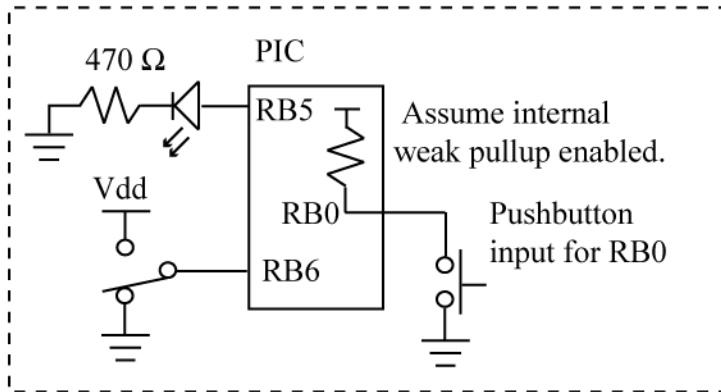 470 Ω
PIC
RB5
Assume internal
weak pullup enabled.
Vdd
RB0
Pushbutton
input for RB0
RB6